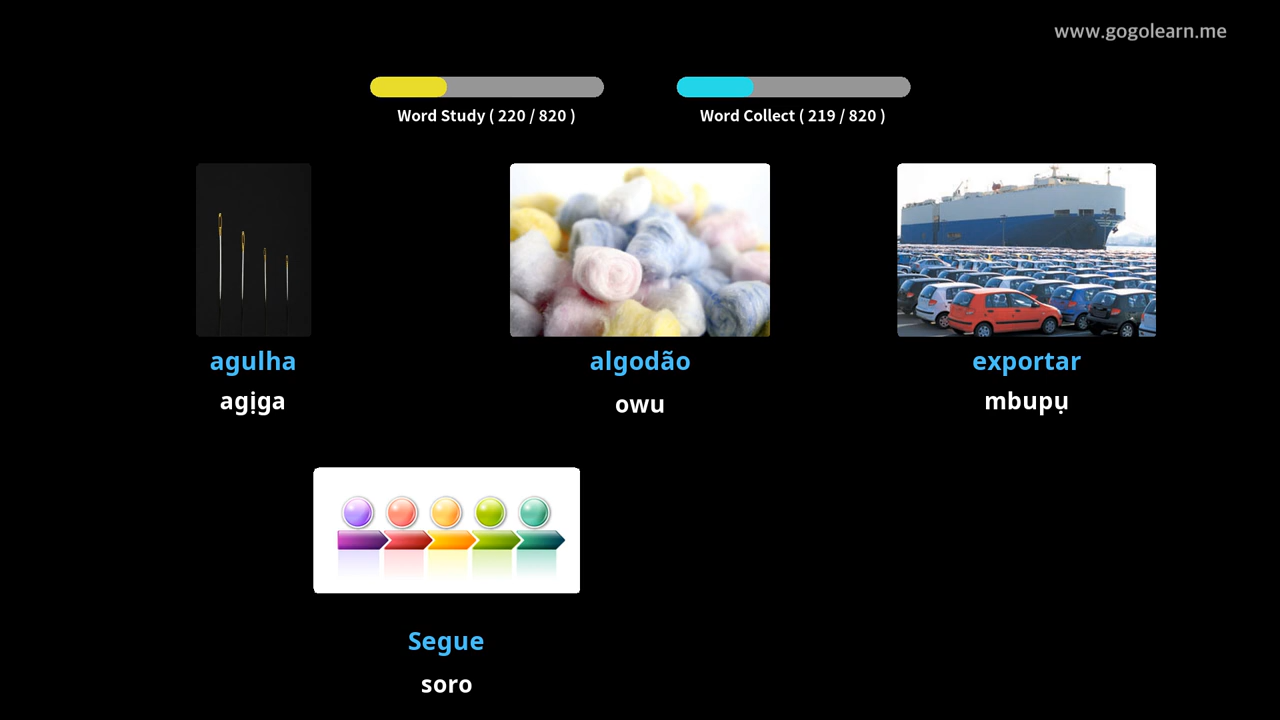 www.gogolearn.me
Word Study ( 220 / 820 )
Word Collect ( 219 / 820 )
agulha
agịga
algodão
owu
exportar
mbupụ
Segue
soro